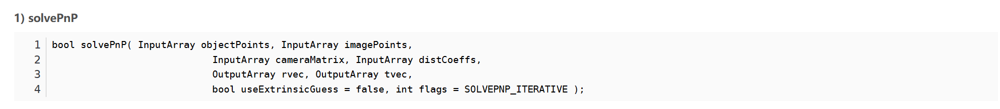 1) solvePnP
1 bool solvePnP( InputArray objectPoints, InputArray imagePoints,
2 InputArray cameraMatrix, InputArray distCoeffs,
3 OutputArray rvec, OutputArray tvec,
4 bool useExtrinsicGuess = false, int flags = SOLVEPNP_ITERATIVE );